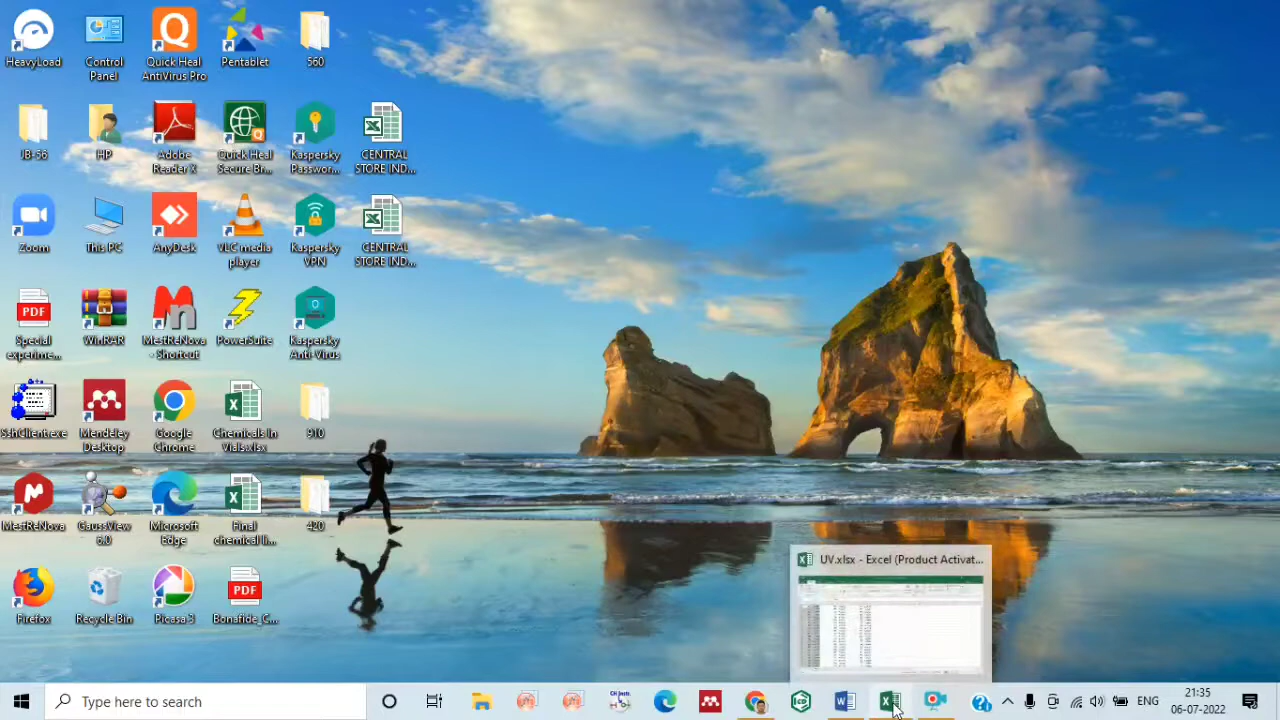 HeavyLoad
Control
Panel
Quick Heal
AntiVirus Pro
Pentablet
560
JB-56
HP
Adobe
Reader X
Quick Heal
Secure Br...
Kaspersky
Passwor...
CENTRAL
STORE IND...
Zoom
This PC
AnyDesk
VLC media
player
Kaspersky
VPN
CENTRAL
STORE IND...
PDF
Special
experime...
WinRAR
MestReNova
- Shortcut
PowerSuite
Kaspersky
Anti-Virus
SshClient.exe
Mendeley
Desktop
Google
Chrome
Chemicals In
Vials.xlsx
910
MestReNova
GaussView
6.0
Microsoft
Edge
Final
chemical li...
420
Firefox
Recycle Bin
Picasa 3
PDF
Bonafide_C...
UV.xlsx - Excel (Product Activat...
Type here to search
ENG
21:35
06-07-2022